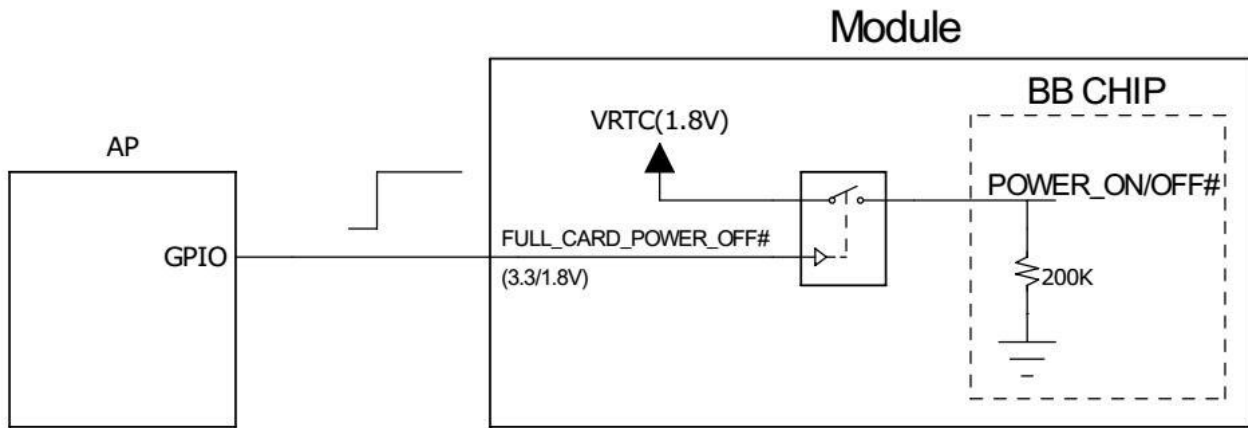 Module
BB CHIP
VRTC(1.8V)
AP
POWER_ON/OFF#
FULL_CARD_POWER_OFF#
GPIO
(3.3/1.8V)
200K